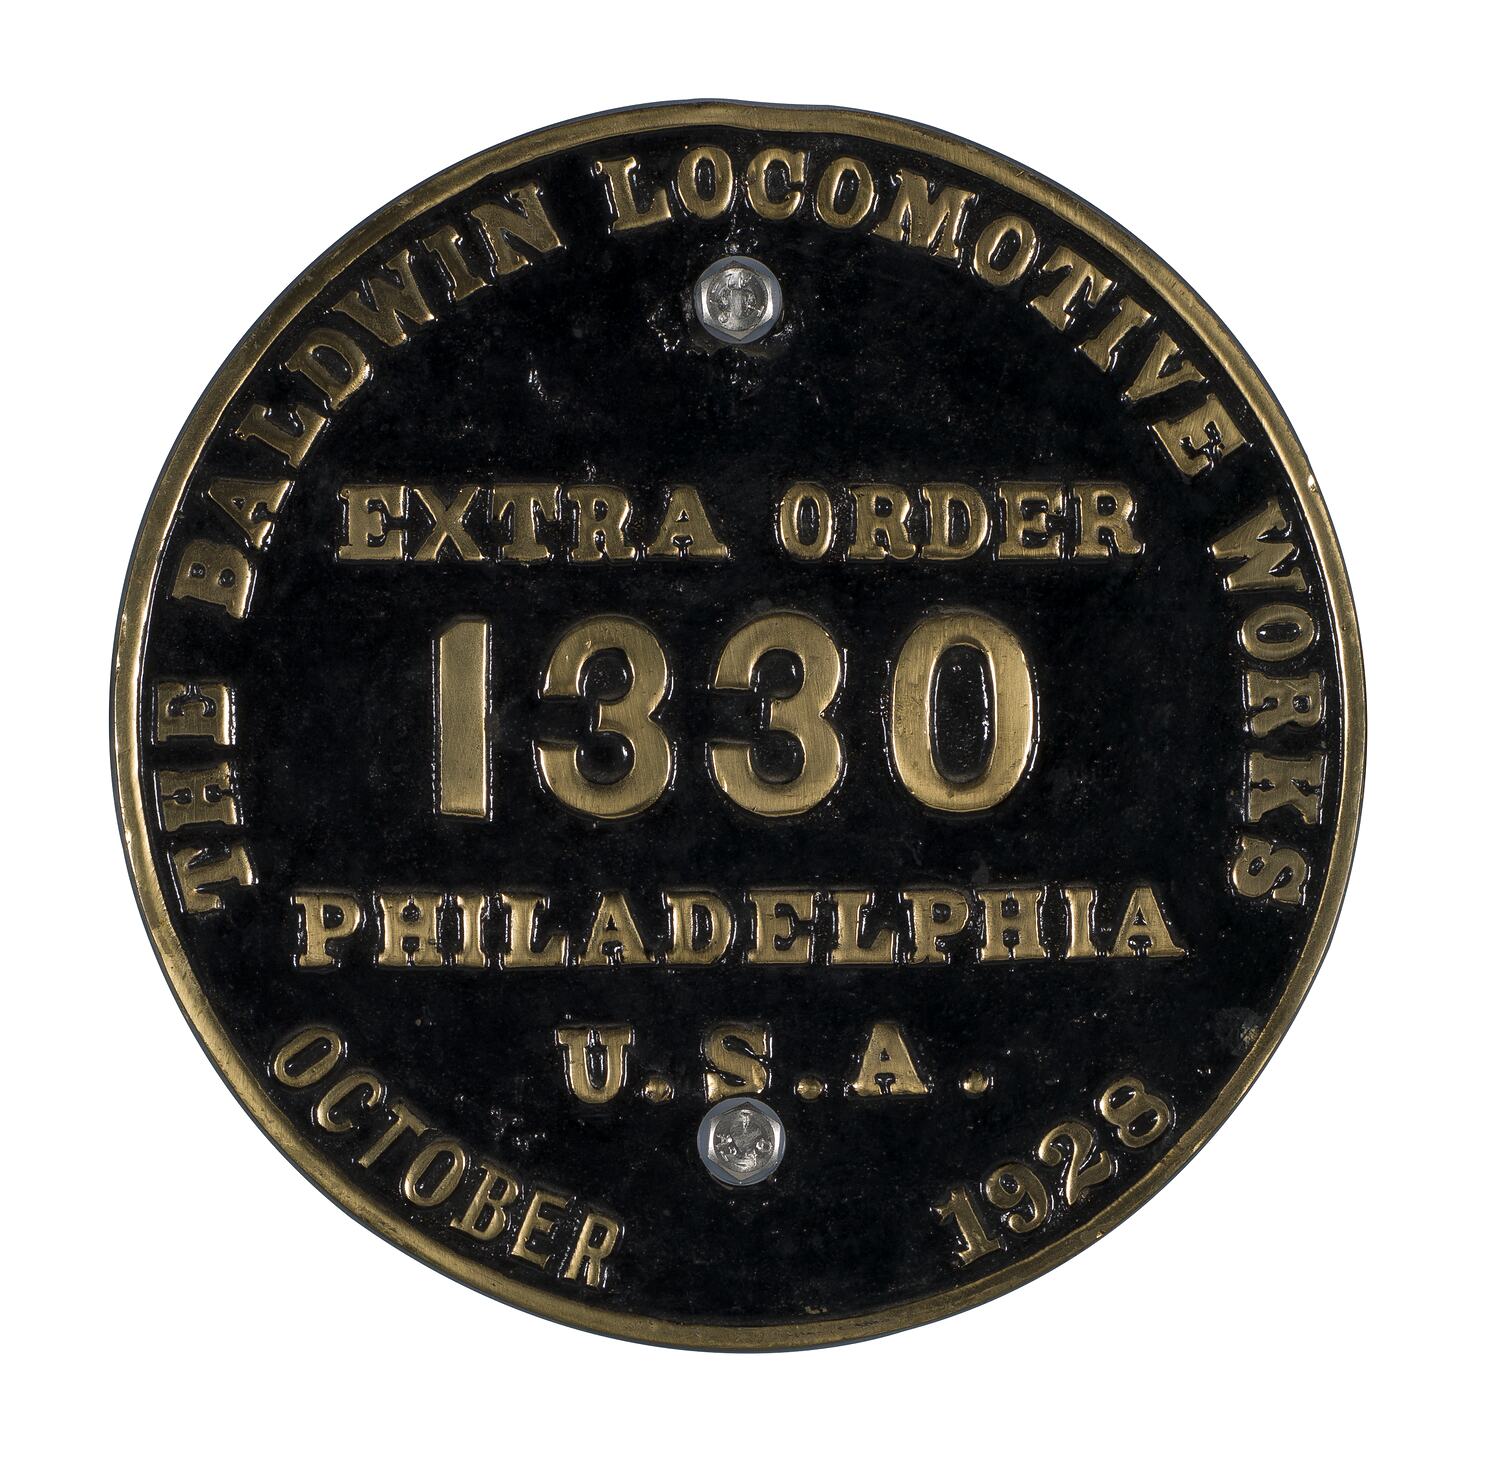 THE BALDWIN LOCOMOTIVE WORKS
EXTRA ORDER
1330
PHILADELPHIA
U.S.A.
OCTOBER 1928